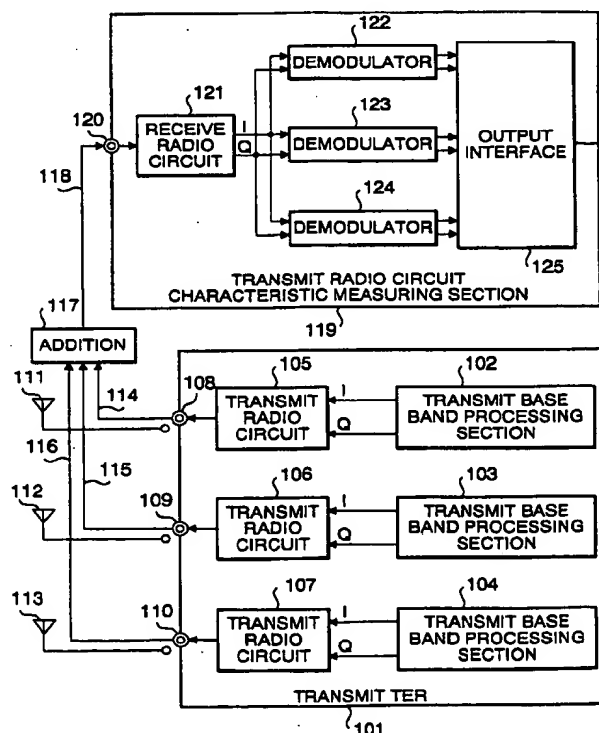 122
DEMODULATOR
121
123
120
RECEIVE
RADIO
CIRCUIT
I
Q
DEMODULATOR
OUTPUT
INTERFACE
118
124
DEMODULATOR
125
TRANSMIT RADIO CIRCUIT
CHARACTERISTIC MEASURING SECTION
117
119
ADDITION
111
114
108
105
102
TRANSMIT
RADIO
CIRCUIT
I
Q
TRANSMIT BASE
BAND PROCESSING
SECTION
116
115
106
103
112
109
TRANSMIT
RADIO
CIRCUIT
I
Q
TRANSMIT BASE
BAND PROCESSING
SECTION
107
104
113
110
TRANSMIT
RADIO
CIRCUIT
I
Q
TRANSMIT BASE
BAND PROCESSING
SECTION
TRANSMIT TER
101